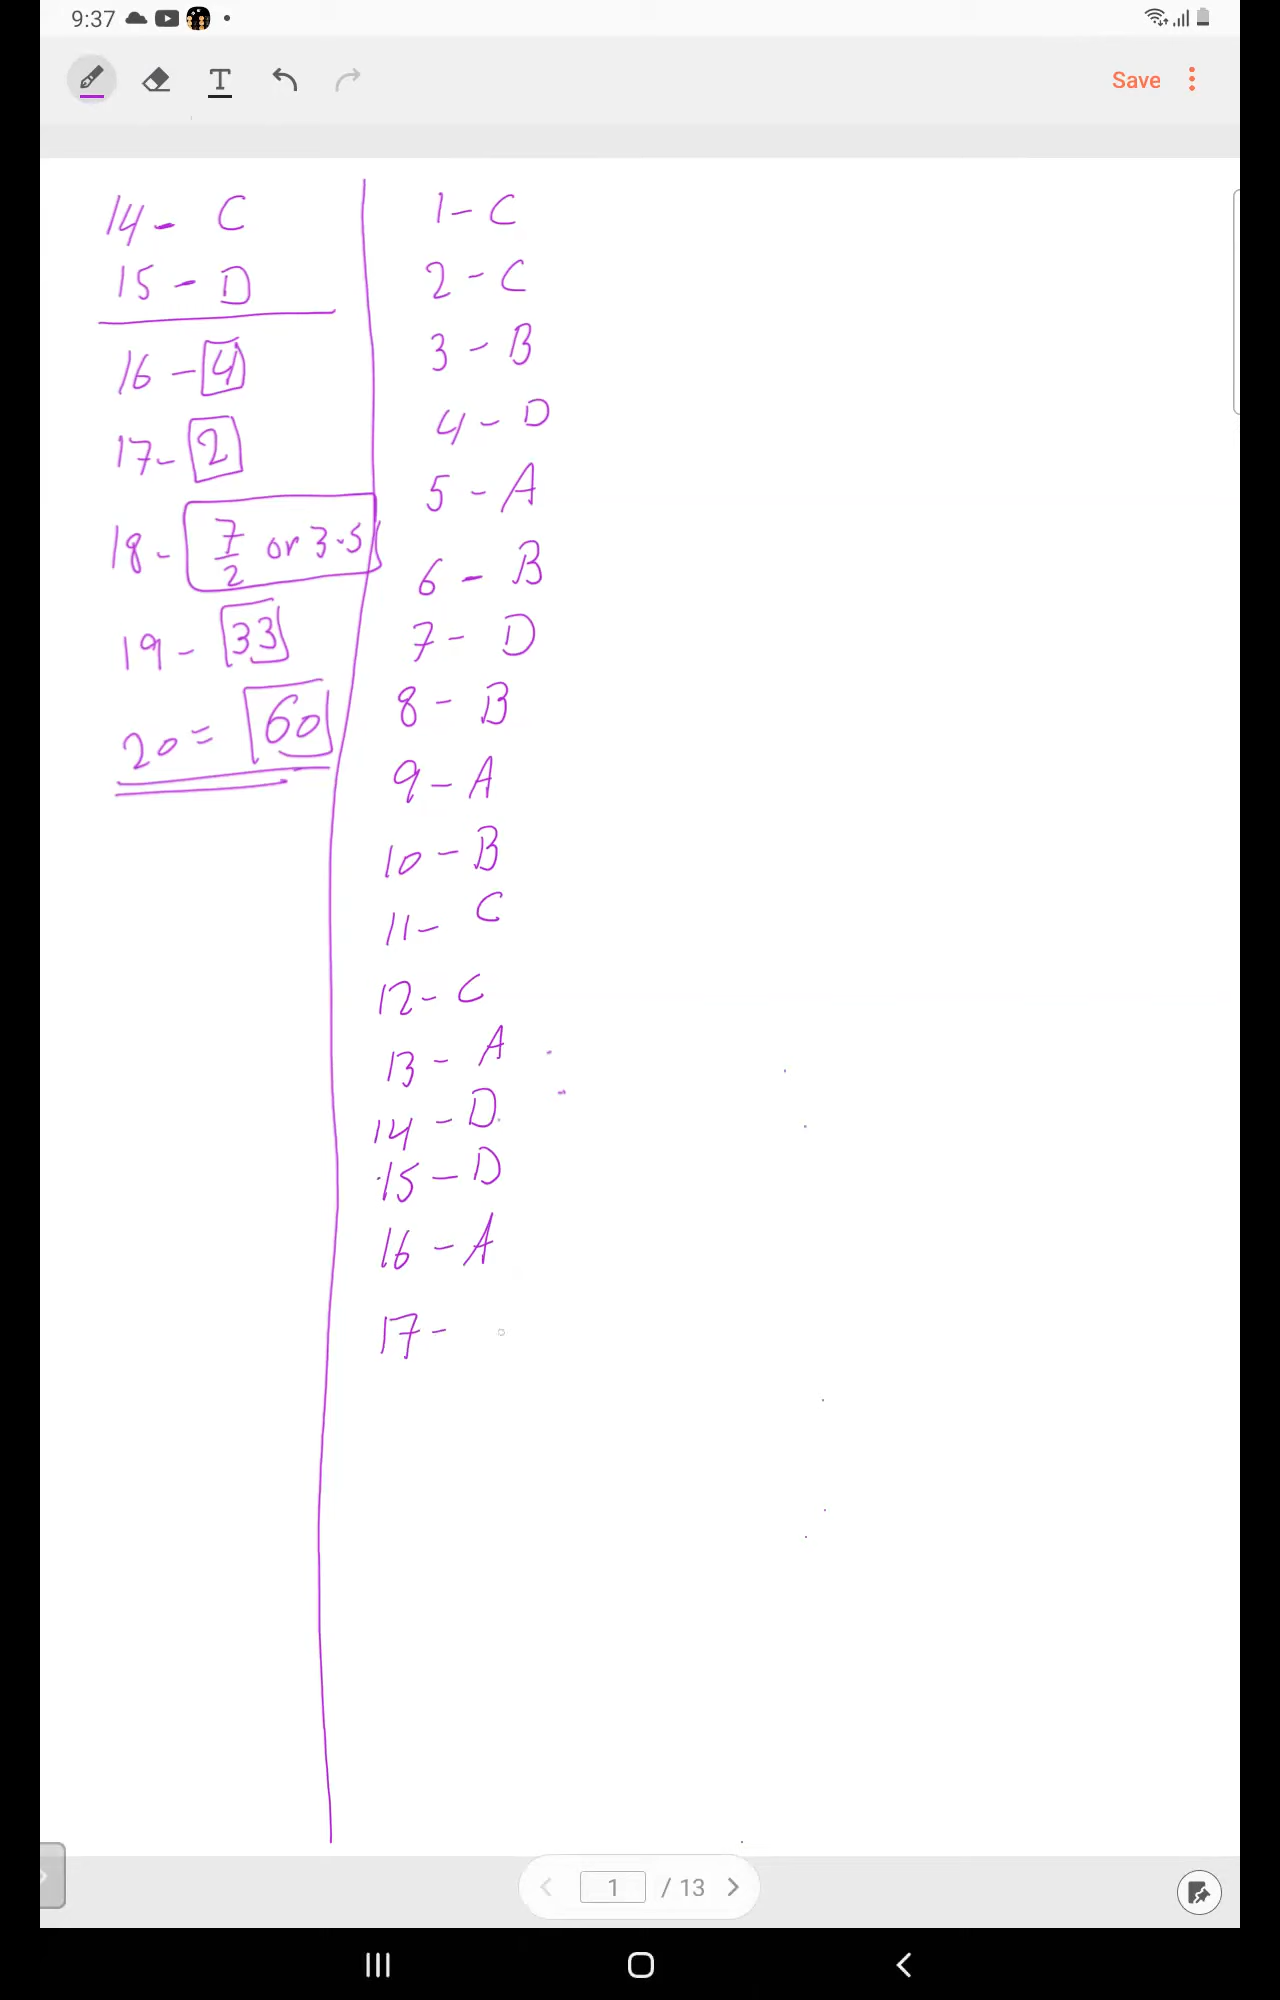 9:37
Save
14 - C
15 - D
16 - 4
17 - 2
18 - 7/2 or 3.5
19 - 33
20 = 60
1 - C
2 - C
3 - B
4 - D
5 - A
6 - B
7 - D
8 - B
9 - A
10 - B
11 - C
12 - C
13 - A
14 - D
15 - D
16 - A
17 -
1 / 13